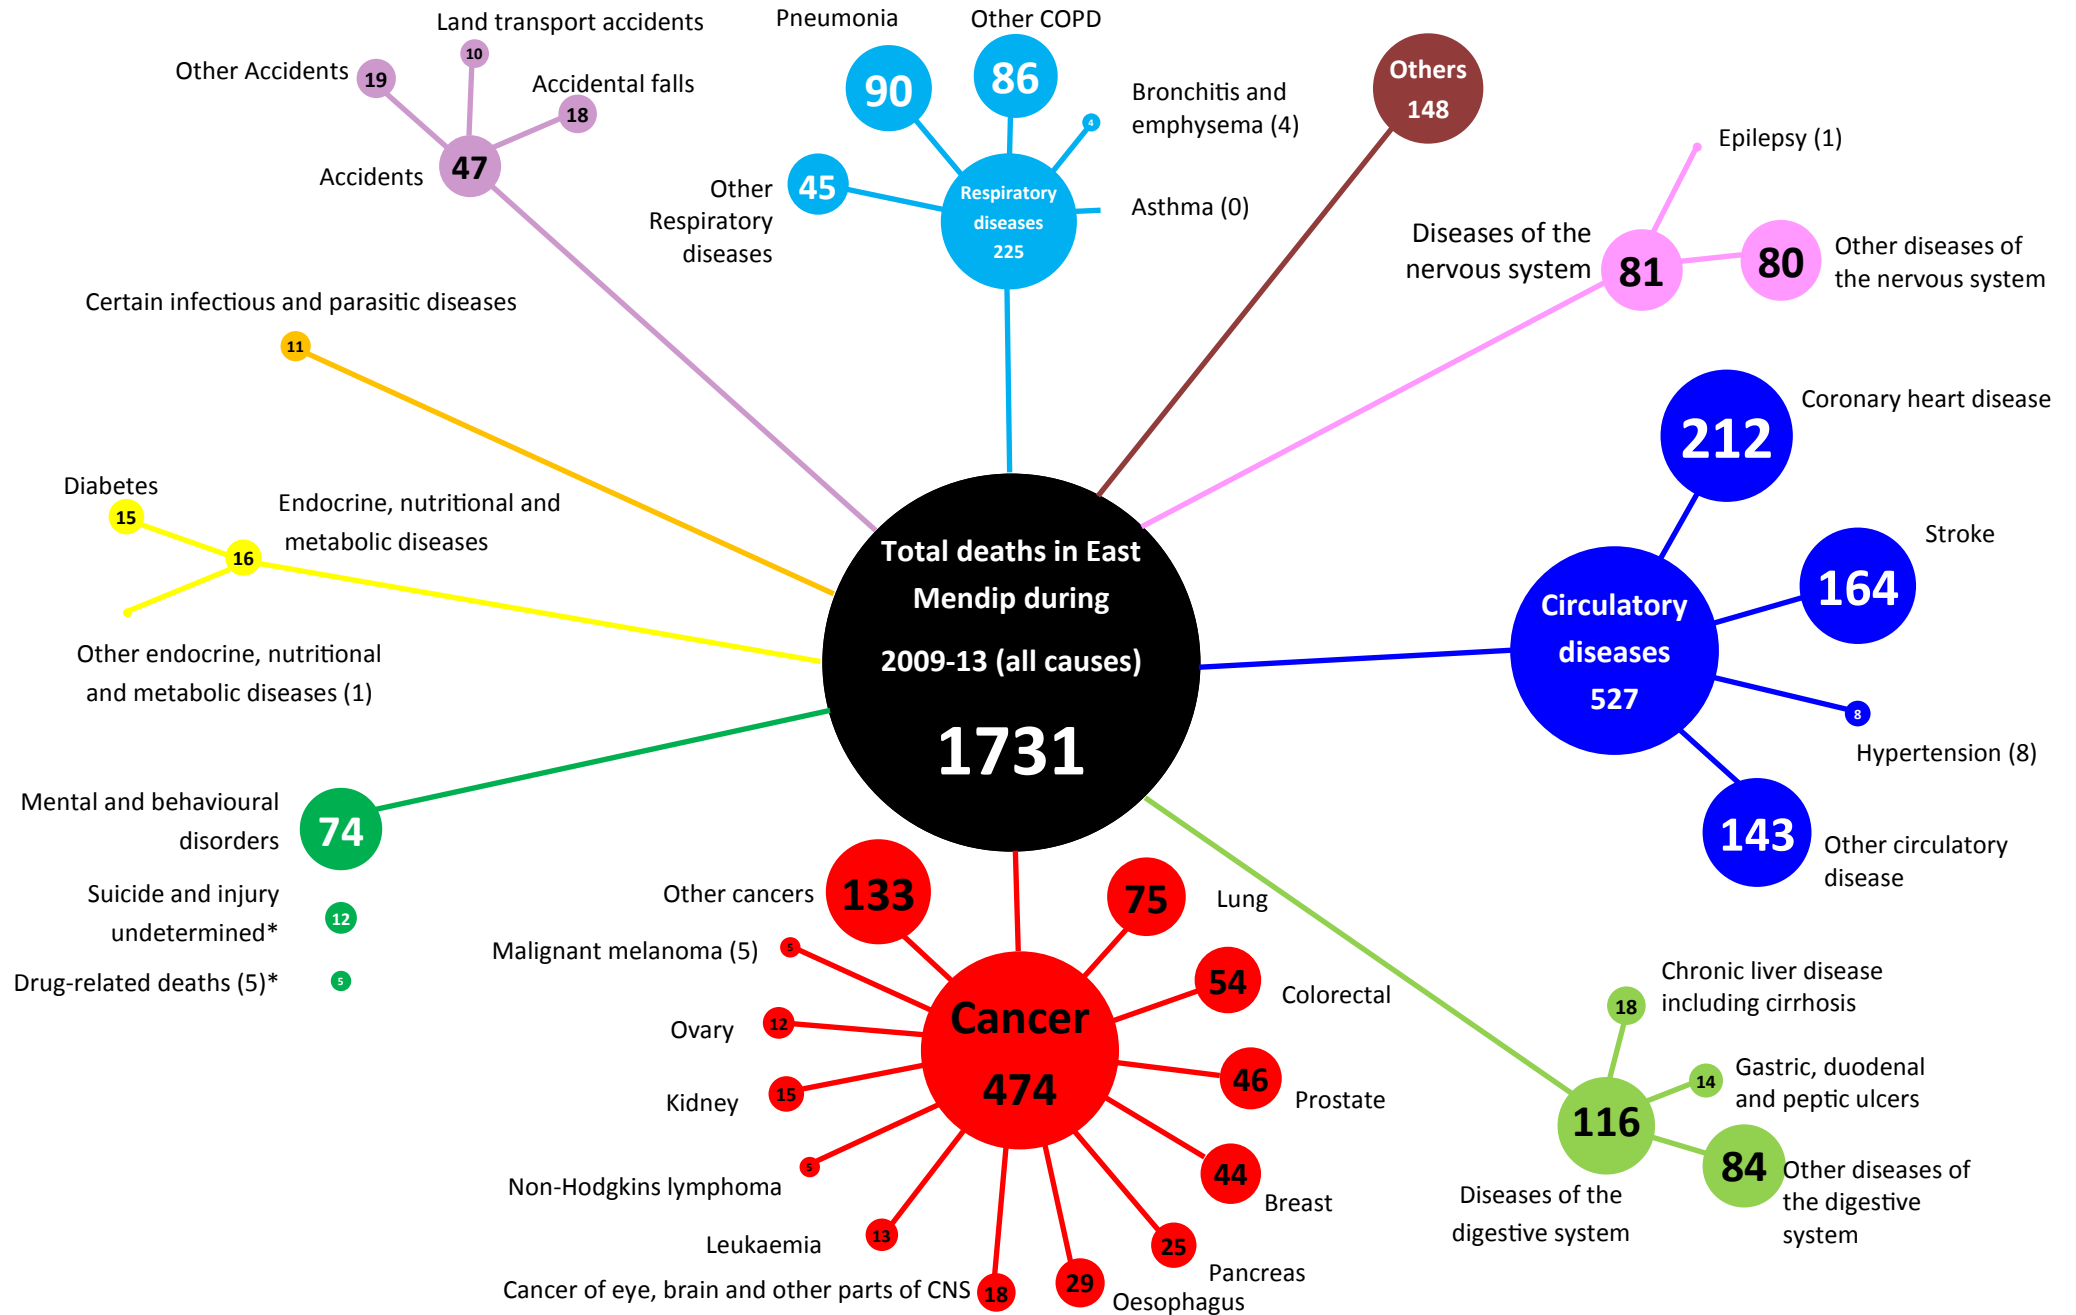 Land transport accidents
10
Other Accidents
19
Accidental falls
18
Accidents
47
Pneumonia
90
Other COPD
86
Bronchitis and
emphysema (4)
4
Other
Respiratory
diseases
45
Respiratory
diseases
225
Asthma (0)
Others
148
Epilepsy (1)
Diseases of the
nervous system
81
80
Other diseases of
the nervous system
Certain infectious and parasitic diseases
11
Diabetes
15
Endocrine, nutritional and
metabolic diseases
16
Other endocrine, nutritional
and metabolic diseases (1)
Total deaths in East
Mendip during
2009-13 (all causes)
1731
Coronary heart disease
212
Stroke
164
Circulatory
diseases
527
8
Hypertension (8)
143
Other circulatory
disease
Mental and behavioural
disorders
74
Suicide and injury
undetermined*
12
Drug-related deaths (5)*
5
Other cancers
133
75
Lung
Malignant melanoma (5)
5
54
Colorectal
Ovary
12
Cancer
474
46
Prostate
Kidney
15
44
Breast
Non-Hodgkins lymphoma
5
Leukaemia
13
25
Pancreas
Cancer of eye, brain and other parts of CNS
18
29
Oesophagus
Chronic liver disease
including cirrhosis
18
Gastric, duodenal
and peptic ulcers
14
116
84
Other diseases of
the digestive
system
Diseases of the
digestive system